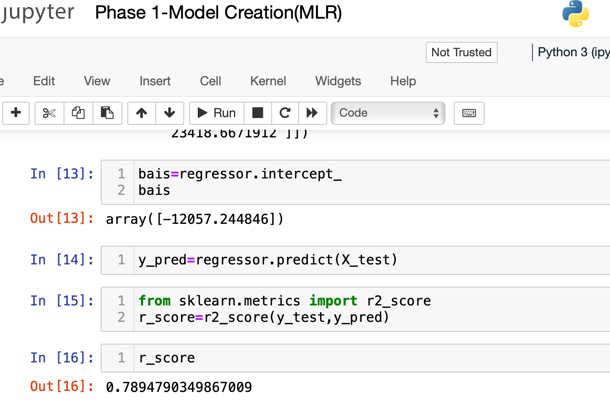 jupyter Phase 1-Model Creation(MLR)
Not Trusted Python 3 (ipy
Edit View Insert Cell Kernel Widgets Help
Run Code
23418.6671912 ]])
In [13]: 1 bais=regressor.intercept_
2 bais
Out[13]: array([-12057.244846])
In [14]: 1 y_pred=regressor.predict(X_test)
In [15]: 1 from sklearn.metrics import r2_score
2 r_score=r2_score(y_test,y_pred)
In [16]: 1 r_score
Out[16]: 0.7894790349867009